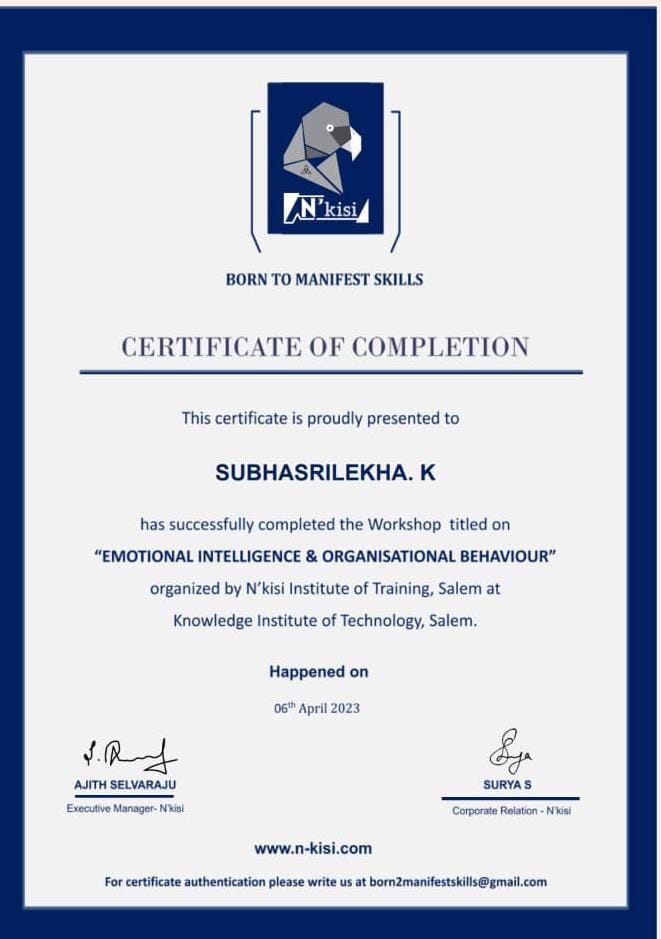 N'kisi
BORN TO MANIFEST SKILLS
CERTIFICATE OF COMPLETION
This certificate is proudly presented to
SUBHASRILEKHA. K
has successfully completed the Workshop titled on
“EMOTIONAL INTELLIGENCE & ORGANISATIONAL BEHAVIOUR”
organized by N’kisi Institute of Training, Salem at
Knowledge Institute of Technology, Salem.
Happened on
06th April 2023
AJITH SELVARAJU
Executive Manager- N’kisi
SURYA S
Corporate Relation - N’kisi
www.n-kisi.com
For certificate authentication please write us at born2manifestskills@gmail.com